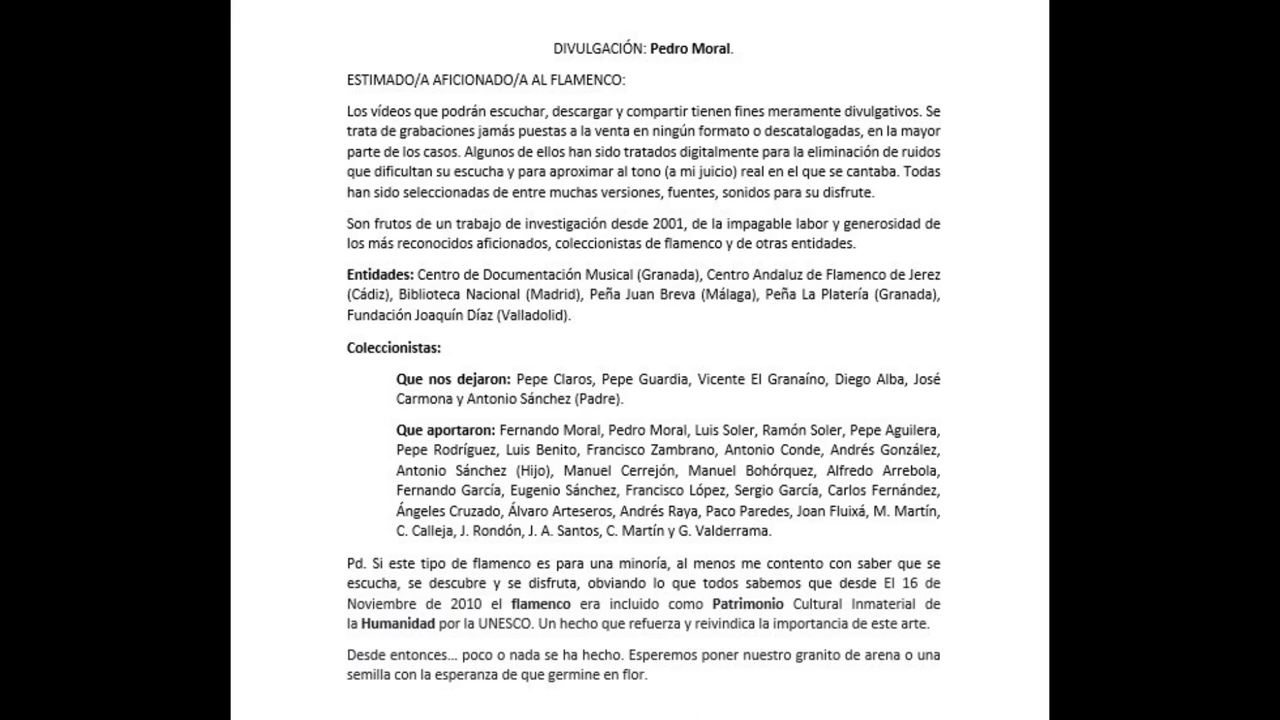 DIVULGACIÓN: Pedro Moral.
ESTIMADO/A AFICIONADO/A AL FLAMENCO:
Los vídeos que podrán escuchar, descargar y compartir tienen fines meramente divulgativos. Se
trata de grabaciones jamás puestas a la venta en ningún formato o descatalogadas, en la mayor
parte de los casos. Algunos de ellos han sido tratados digitalmente para la eliminación de ruidos
que dificultan su escucha y para aproximar al tono (a mi juicio) real en el que se cantaba. Todas
han sido seleccionadas de entre muchas versiones, fuentes, sonidos para su disfrute.
Son frutos de un trabajo de investigación desde 2001, de la impagable labor y generosidad de
los más reconocidos aficionados, coleccionistas de flamenco y de otras entidades.
Entidades: Centro de Documentación Musical (Granada), Centro Andaluz de Flamenco de Jerez
(Cádiz), Biblioteca Nacional (Madrid), Peña Juan Breva (Málaga), Peña La Platería (Granada),
Fundación Joaquín Díaz (Valladolid).
Coleccionistas:
Que nos dejaron: Pepe Claros, Pepe Guardia, Vicente El Granaíno, Diego Alba, José
Carmona y Antonio Sánchez (Padre).
Que aportaron: Fernando Moral, Pedro Moral, Luis Soler, Ramón Soler, Pepe Aguilera,
Pepe Rodríguez, Luis Benito, Francisco Zambrano, Antonio Conde, Andrés González,
Antonio Sánchez (Hijo), Manuel Cerrejón, Manuel Bohórquez, Alfredo Arrebola,
Fernando García, Eugenio Sánchez, Francisco López, Sergio García, Carlos Fernández,
Ángeles Cruzado, Álvaro Arteseros, Andrés Raya, Paco Paredes, Joan Fluixá, M. Martín,
C. Calleja, J. Rondón, J. A. Santos, C. Martín y G. Valderrama.
Pd. Si este tipo de flamenco es para una minoría, al menos me contento con saber que se
escucha, se descubre y se disfruta, obviando lo que todos sabemos que desde El 16 de
Noviembre de 2010 el flamenco era incluido como Patrimonio Cultural Inmaterial de
la Humanidad por la UNESCO. Un hecho que refuerza y reivindica la importancia de este arte.
Desde entonces... poco o nada se ha hecho. Esperemos poner nuestro granito de arena o una
semilla con la esperanza de que germine en flor.